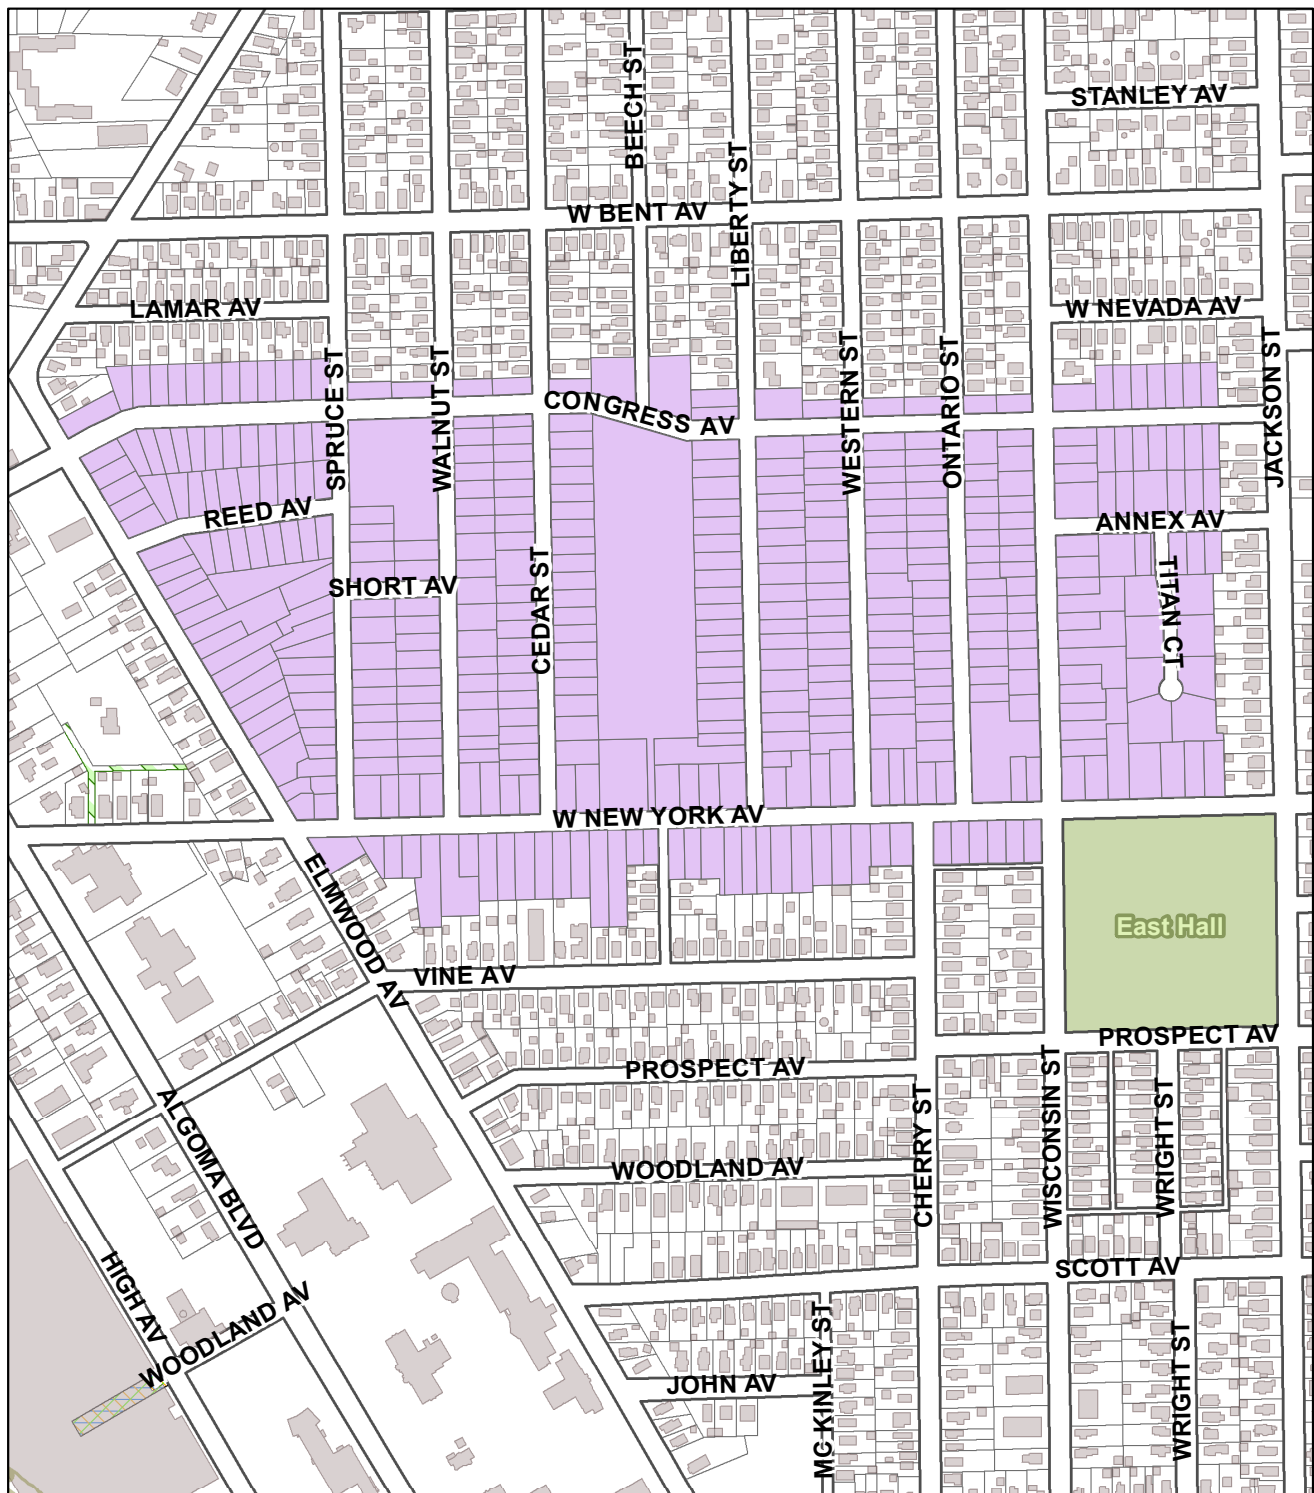 STANLEY AV
BEECH ST
LIBERTY ST
W BENT AV
LAMAR AV
W NEVADA AV
SPRUCE ST
WALNUT ST
WESTERN ST
ONTARIO ST
JACKSON ST
CONGRESS AV
REED AV
ANNEX AV
SHORT AV
CEDAR ST
TITAN CT
W NEW YORK AV
ELMWOOD AV
East Hall
VINE AV
PROSPECT AV
PROSPECT AV
ALGOMA BLVD
CHERRY ST
WISCONSIN ST
WRIGHT ST
WOODLAND AV
HIGH AV
SCOTT AV
WOODLAND AV
MC KINLEY ST
WRIGHT ST
JOHN AV